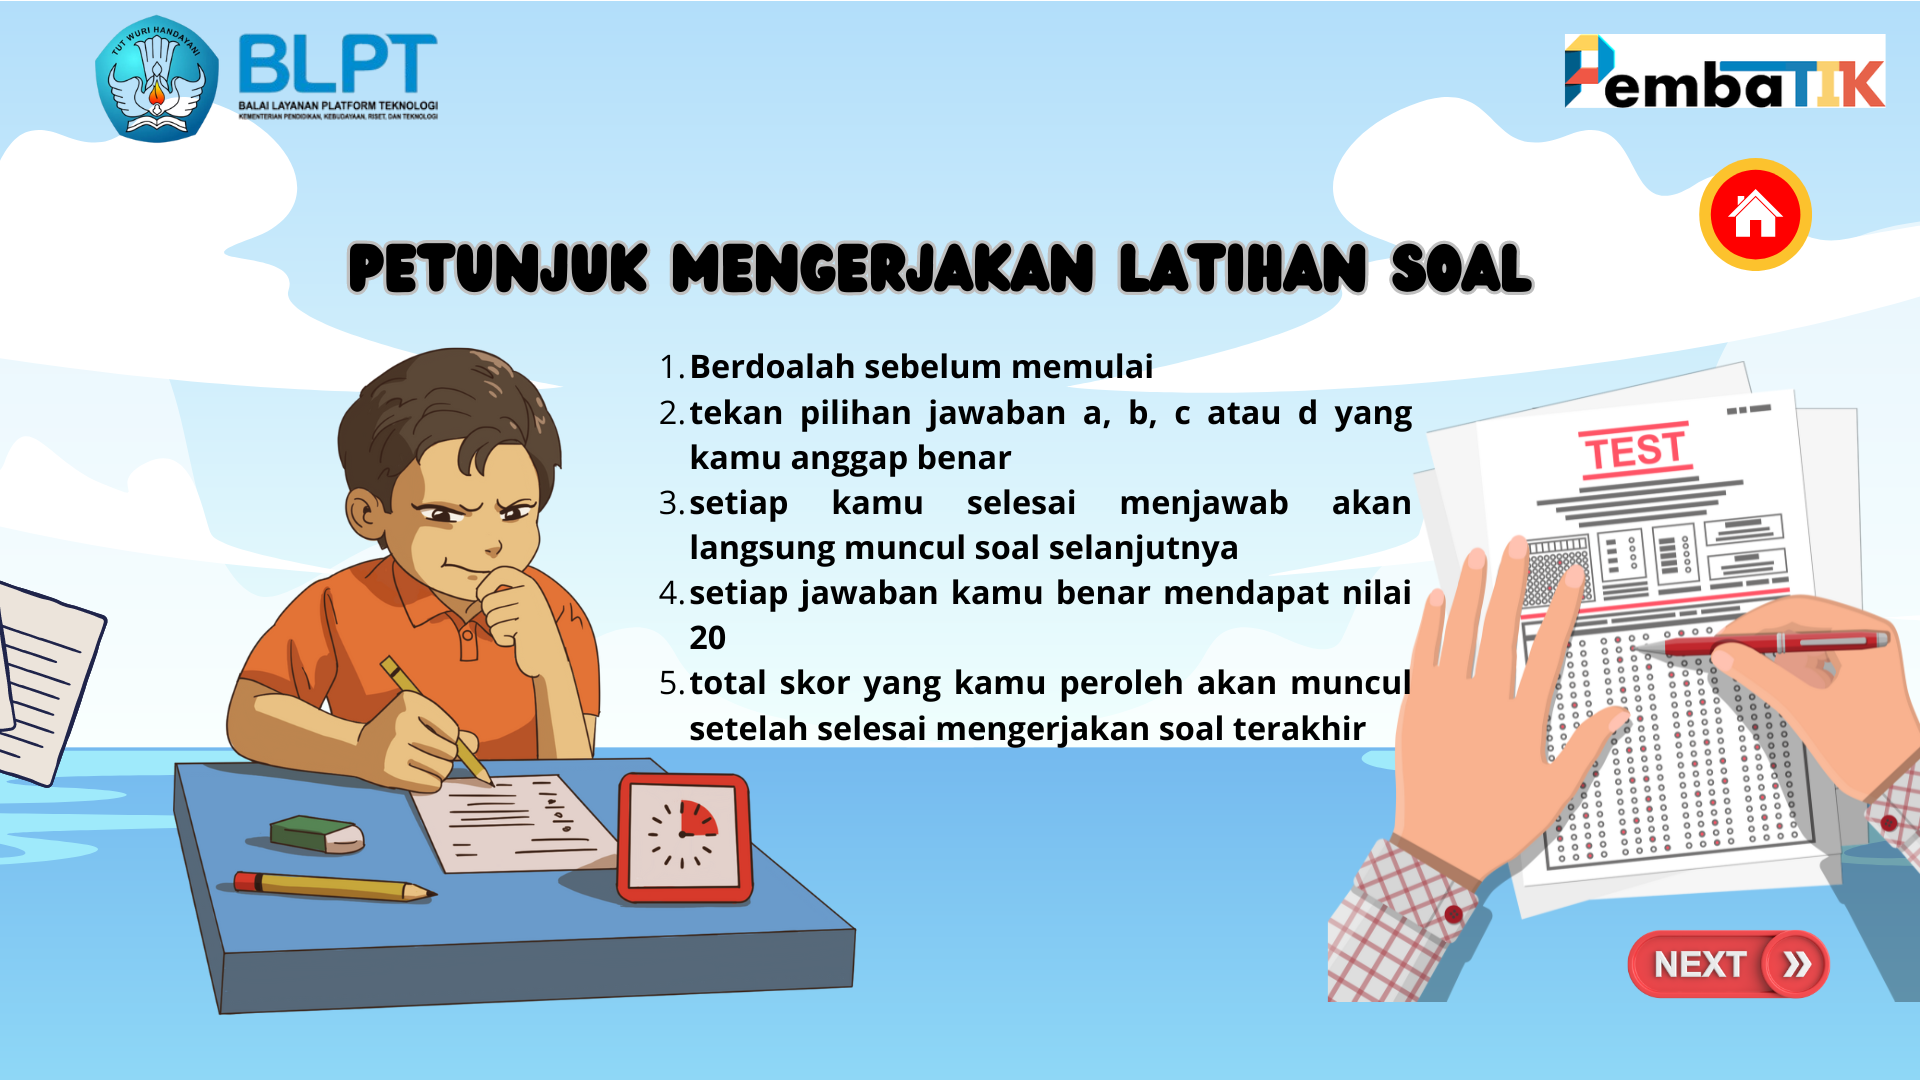 TUT WURI HANDAYANI
BLPT
BALAI LAYANAN PLATFORM TEKNOLOGI
KEMENTERIAN PENDIDIKAN, KEBUDAYAAN, RISET, DAN TEKNOLOGI
PembaTIK
PETUNJUK MENGERJAKAN LATIHAN SOAL
1. Berdoalah sebelum memulai
2. tekan pilihan jawaban a, b, c atau d yang
kamu anggap benar
3. setiap kamu selesai menjawab akan
langsung muncul soal selanjutnya
4. setiap jawaban kamu benar mendapat nilai
20
5. total skor yang kamu peroleh akan muncul
setelah selesai mengerjakan soal terakhir
TEST
NEXT